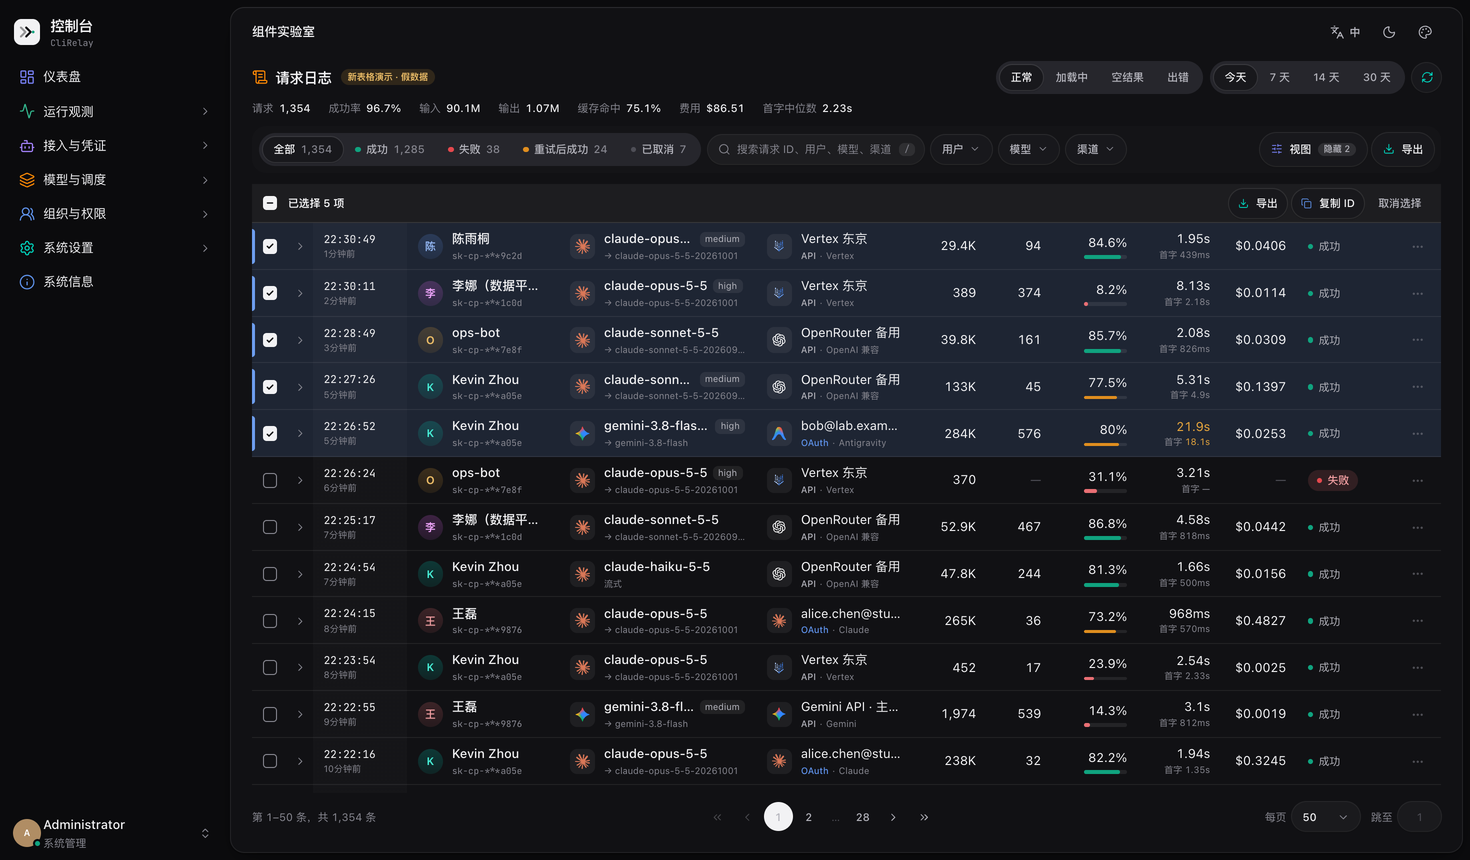 控制台
CliRelay
仪表盘
运行观测
接入与凭证
模型与调度
组织与权限
系统设置
系统信息
A
Administrator
系统管理
组件实验室
中
请求日志 新表格演示 · 假数据
正常 加载中 空结果 出错
今天 7 天 14 天 30 天
请求 1,354 成功率 96.7% 输入 90.1M 输出 1.07M 缓存命中 75.1% 费用 $86.51 首字中位数 2.23s
全部 1,354 成功 1,285 失败 38 重试后成功 24 已取消 7
搜索请求 ID、用户、模型、渠道 /
用户 模型 渠道
视图 隐藏 2 导出
已选择 5 项 导出 复制 ID 取消选择
22:30:49 陈 陈雨桐 claude-opus... medium Vertex 东京 29.4K 94 84.6% 1.95s $0.0406 成功 ···
1分钟前 sk-cp-***9c2d → claude-opus-5-5-20261001 API · Vertex 首字 439ms
22:30:11 李 李娜（数据平... claude-opus-5-5 high Vertex 东京 389 374 8.2% 8.13s $0.0114 成功 ···
2分钟前 sk-cp-***1c0d → claude-opus-5-5-20261001 API · Vertex 首字 2.18s
22:28:49 O ops-bot claude-sonnet-5-5 OpenRouter 备用 39.8K 161 85.7% 2.08s $0.0309 成功 ···
3分钟前 sk-cp-***7e8f → claude-sonnet-5-5-202609... API · OpenAI 兼容 首字 826ms
22:27:26 K Kevin Zhou claude-sonn... medium OpenRouter 备用 133K 45 77.5% 5.31s $0.1397 成功 ···
5分钟前 sk-cp-***a05e → claude-sonnet-5-5-202609... API · OpenAI 兼容 首字 4.9s
22:26:52 K Kevin Zhou gemini-3.8-flas... high bob@lab.exam... 284K 576 80% 21.9s $0.0253 成功 ···
5分钟前 sk-cp-***a05e → gemini-3.8-flash OAuth · Antigravity 首字 18.1s
22:26:24 O ops-bot claude-opus-5-5 high Vertex 东京 370 — 31.1% 3.21s — 失败 ···
6分钟前 sk-cp-***7e8f → claude-opus-5-5-20261001 API · Vertex 首字 —
22:25:17 李 李娜（数据平... claude-sonnet-5-5 OpenRouter 备用 52.9K 467 86.8% 4.58s $0.0442 成功 ···
7分钟前 sk-cp-***1c0d → claude-sonnet-5-5-202609... API · OpenAI 兼容 首字 818ms
22:24:54 K Kevin Zhou claude-haiku-5-5 OpenRouter 备用 47.8K 244 81.3% 1.66s $0.0156 成功 ···
7分钟前 sk-cp-***a05e 流式 API · OpenAI 兼容 首字 500ms
22:24:15 王 王磊 claude-opus-5-5 alice.chen@stu... 265K 36 73.2% 968ms $0.4827 成功 ···
8分钟前 sk-cp-***9876 → claude-opus-5-5-20261001 OAuth · Claude 首字 570ms
22:23:54 K Kevin Zhou claude-opus-5-5 Vertex 东京 452 17 23.9% 2.54s $0.0025 成功 ···
8分钟前 sk-cp-***a05e → claude-opus-5-5-20261001 API · Vertex 首字 2.33s
22:22:55 王 王磊 gemini-3.8-fl... medium Gemini API · 主... 1,974 539 14.3% 3.1s $0.0019 成功 ···
9分钟前 sk-cp-***9876 → gemini-3.8-flash API · Gemini 首字 812ms
22:22:16 K Kevin Zhou claude-opus-5-5 alice.chen@stu... 238K 32 82.2% 1.94s $0.3245 成功 ···
10分钟前 sk-cp-***a05e → claude-opus-5-5-20261001 OAuth · Claude 首字 1.35s
第 1–50 条，共 1,354 条 « ‹ 1 2 ... 28 › » 每页 50 跳至 1